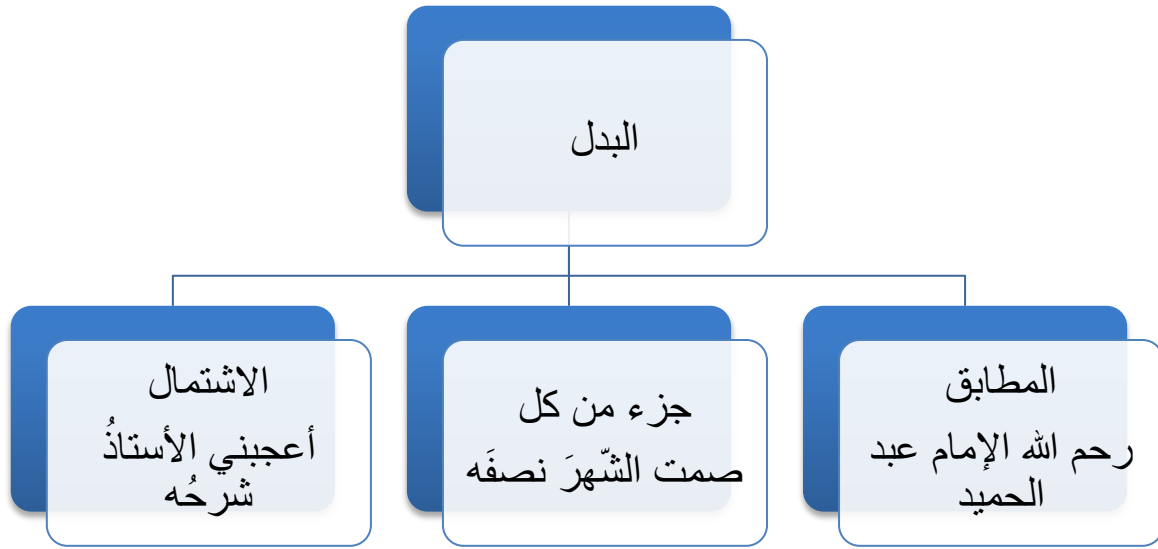 البدل
المطابق
رحم الله الإمام عبد
الحميد
جزء من كل
صمت الشّهرَ نصفَه
الاشتمال
أعجبني الأستاذُ
شرحُه